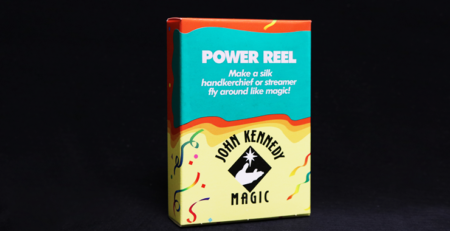 POWER REEL
Make a silk
handkerchief or streamer
fly around like magic!
JOHN KENNEDY
MAGIC